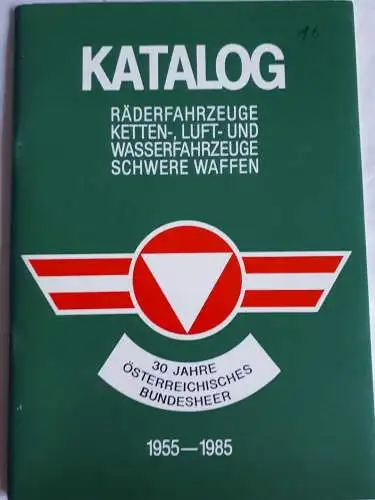 KATALOG
RÄDERFAHRZEUGE
KETTEN-, LUFT- UND
WASSERFAHRZEUGE
SCHWERE WAFFEN
30 JAHRE
ÖSTERREICHISCHES
BUNDESHEER
1955—1985